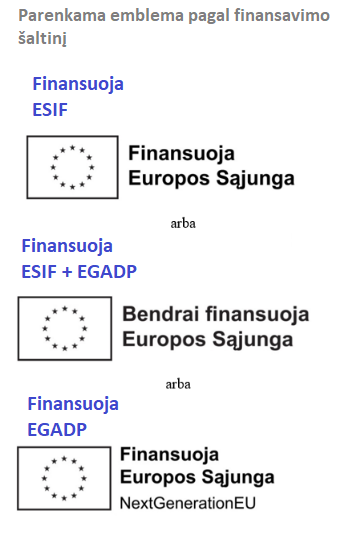 Parenkama emblema pagal finansavimo
šaltinį
Finansuoja
ESIF
Finansuoja
Europos Sąjunga
arba
Finansuoja
ESIF + EGADP
Bendrai finansuoja
Europos Sąjunga
arba
Finansuoja
EGADP
Finansuoja
Europos Sąjunga
NextGenerationEU